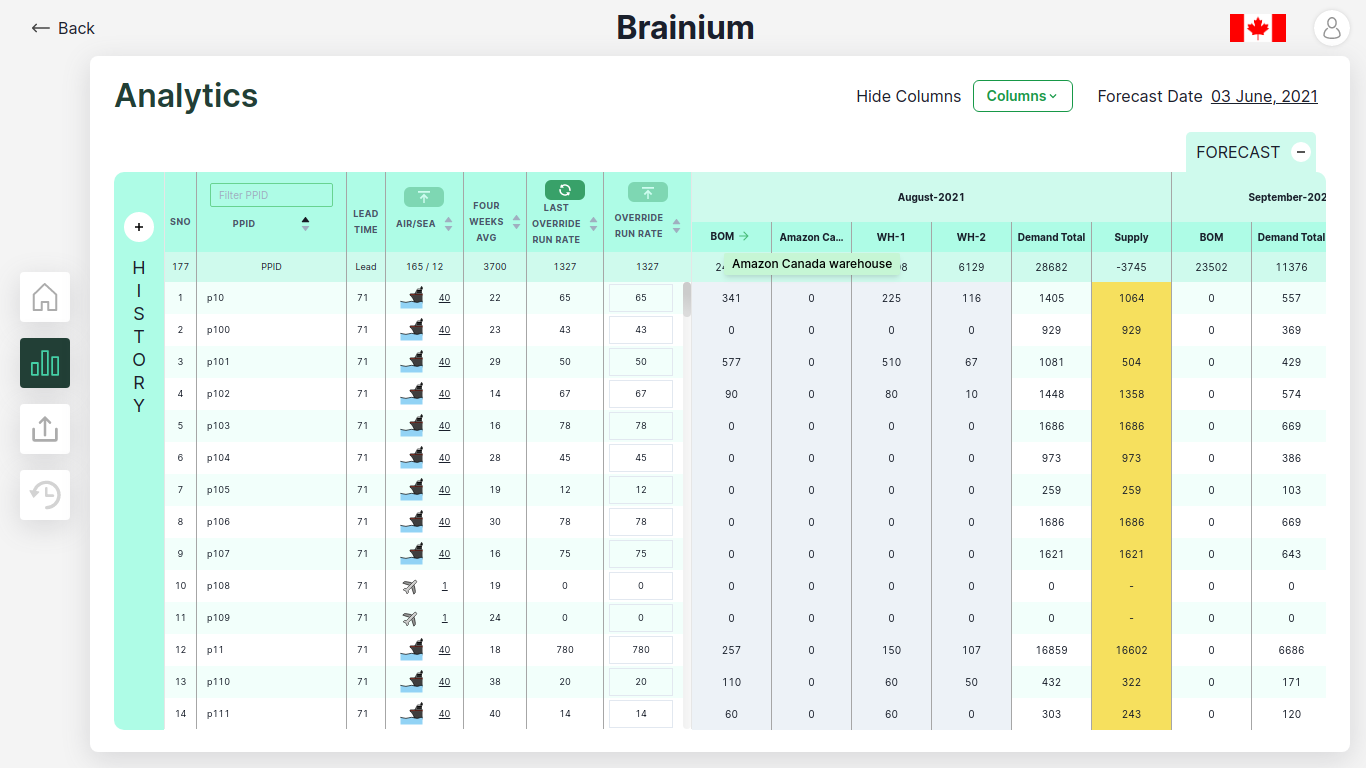 Back
Brainium
Analytics
Hide Columns Columns Forecast Date 03 June, 2021
FORECAST
HISTORY
Filter PPID
SNO PPID LEAD TIME AIR/SEA FOUR WEEKS AVG LAST OVERRIDE RUN RATE OVERRIDE RUN RATE
August-2021 September-202
BOM Amazon Ca... WH-1 WH-2 Demand Total Supply BOM Demand Total
Amazon Canada warehouse
177 PPID Lead 165 / 12 3700 1327 1327 6129 28682 -3745 23502 11376
1 p10 71 40 22 65 65 341 0 225 116 1405 1064 0 557
2 p100 71 40 23 43 43 0 0 0 0 929 929 0 369
3 p101 71 40 29 50 50 577 0 510 67 1081 504 0 429
4 p102 71 40 14 67 67 90 0 80 10 1448 1358 0 574
5 p103 71 40 16 78 78 0 0 0 0 1686 1686 0 669
6 p104 71 40 28 45 45 0 0 0 0 973 973 0 386
7 p105 71 40 19 12 12 0 0 0 0 259 259 0 103
8 p106 71 40 30 78 78 0 0 0 0 1686 1686 0 669
9 p107 71 40 16 75 75 0 0 0 0 1621 1621 0 643
10 p108 71 1 19 0 0 0 0 0 0 0 - 0 0
11 p109 71 1 24 0 0 0 0 0 0 0 - 0 0
12 p11 71 40 18 780 780 257 0 150 107 16859 16602 0 6686
13 p110 71 40 38 20 20 110 0 60 50 432 322 0 171
14 p111 71 40 40 14 14 60 0 60 0 303 243 0 120